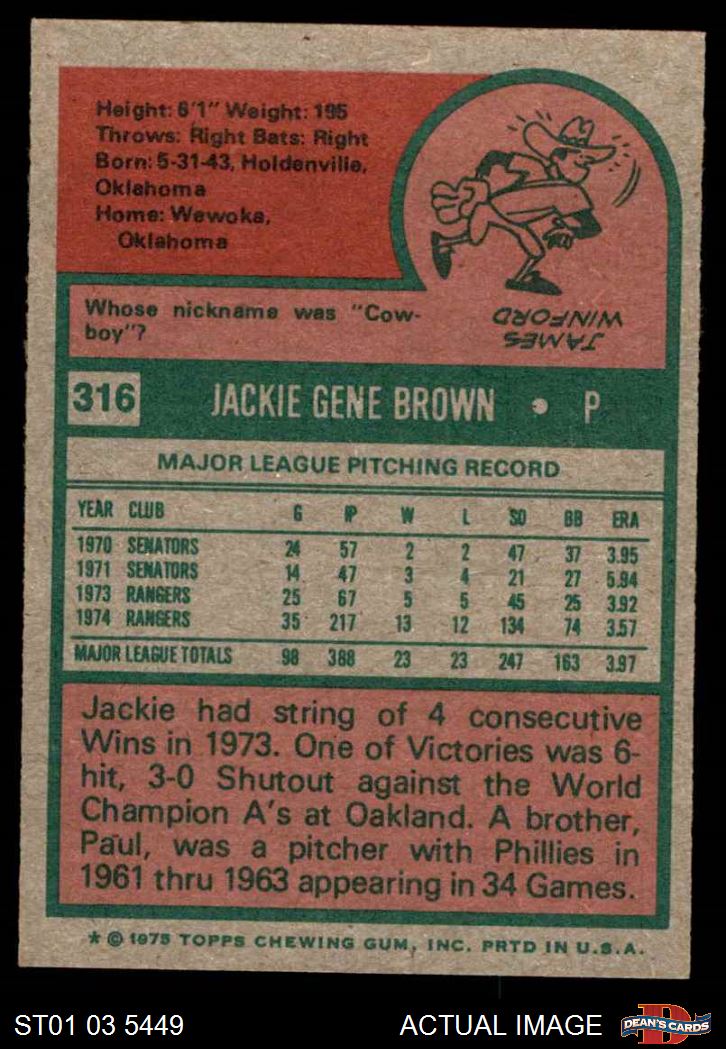 Height: 6'1" Weight: 195
Throws: Right Bats: Right
Born: 5-31-43, Holdenville,
Oklahoma
Home: Wewoka,
Oklahoma
Whose nickname was "Cow-
boy"?
JAMES
WINFORD
316 JACKIE GENE BROWN • P
MAJOR LEAGUE PITCHING RECORD
YEAR CLUB G IP W L SO BB ERA
1970 SENATORS 24 57 2 2 47 37 3.95
1971 SENATORS 14 47 3 4 21 27 5.94
1973 RANGERS 25 67 5 5 45 25 3.92
1974 RANGERS 35 217 13 12 134 74 3.57
MAJOR LEAGUE TOTALS 98 388 23 23 247 163 3.97
Jackie had string of 4 consecutive
Wins in 1973. One of Victories was 6-
hit, 3-0 Shutout against the World
Champion A's at Oakland. A brother,
Paul, was a pitcher with Phillies in
1961 thru 1963 appearing in 34 Games.
* © 1975 TOPPS CHEWING GUM, INC. PRTD IN U.S.A.
ST01 03 5449 ACTUAL IMAGE
D
DEAN'S CARDS